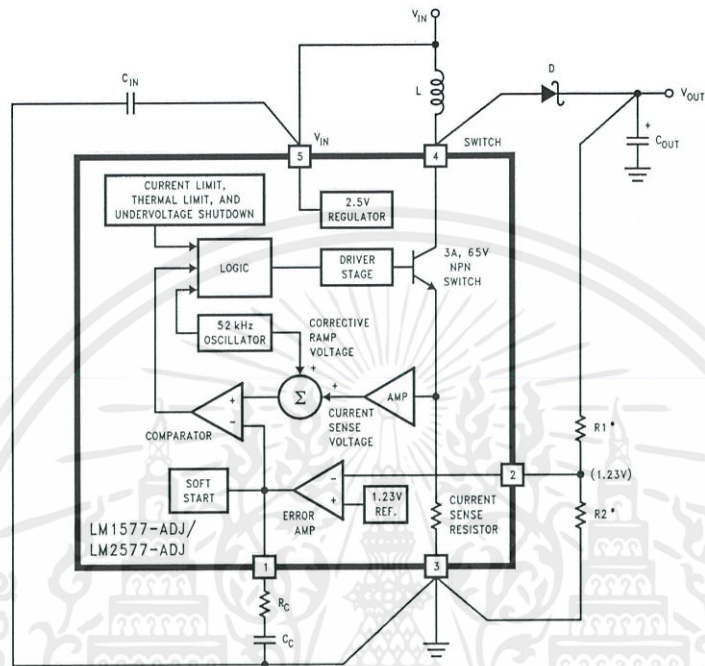 V_IN
C_IN
L
D
V_OUT
+
C_OUT
V_IN
5
4
SWITCH
CURRENT LIMIT,
THERMAL LIMIT, AND
UNDERVOLTAGE SHUTDOWN
2.5V
REGULATOR
LOGIC
DRIVER
STAGE
3A, 65V
NPN
SWITCH
52 kHz
OSCILLATOR
CORRECTIVE
RAMP
VOLTAGE
+
Σ
+
AMP
CURRENT
SENSE
VOLTAGE
+
−
COMPARATOR
R1*
(1.23V)
2
R2*
SOFT
START
−
+
ERROR
AMP
1.23V
REF.
CURRENT
SENSE
RESISTOR
LM1577-ADJ/
LM2577-ADJ
1
3
R_C
C_C